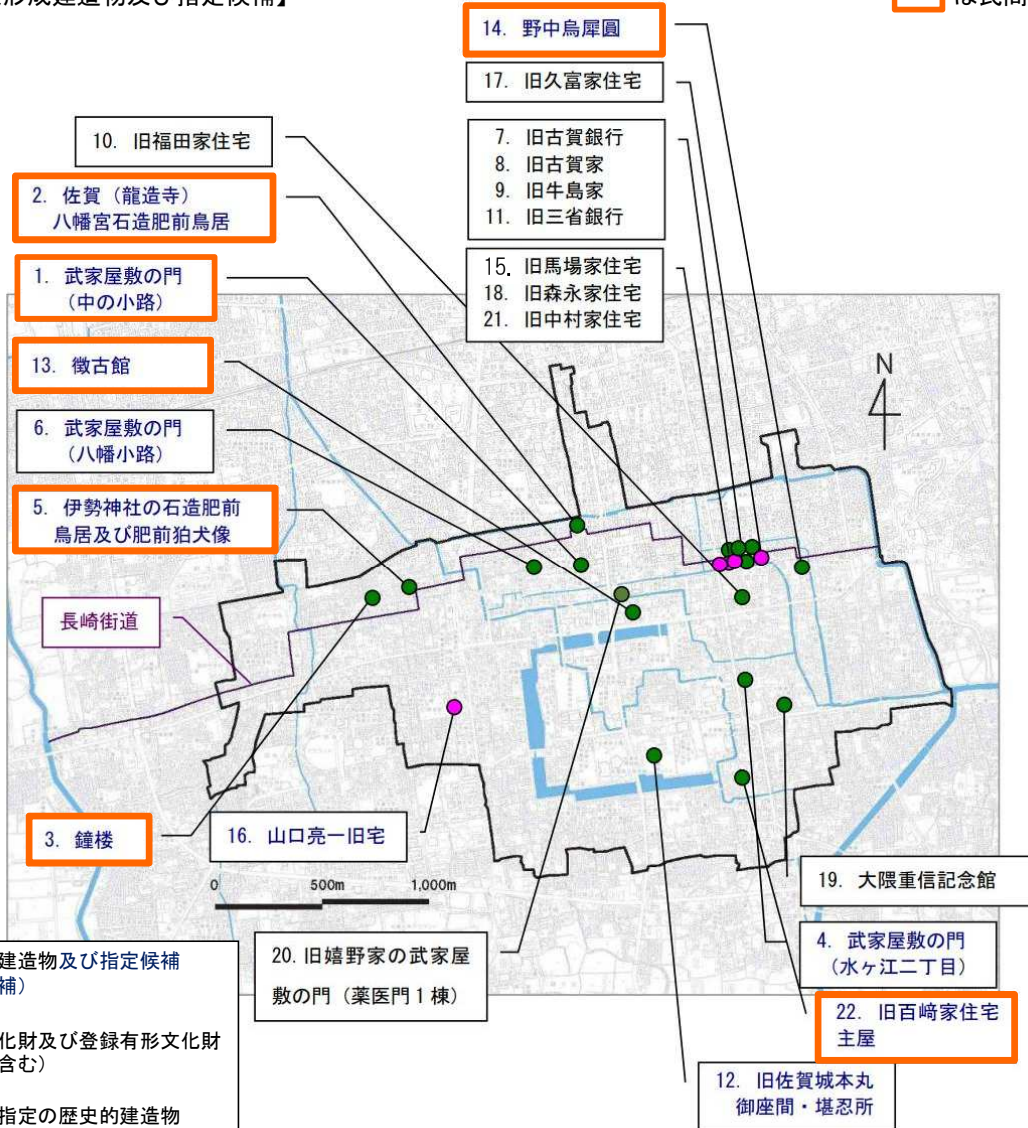 形成建造物及び指定候補】
は民間
14. 野中烏犀圓
17. 旧久富家住宅
7. 旧古賀銀行
8. 旧古賀家
9. 旧牛島家
11. 旧三省銀行
10. 旧福田家住宅
2. 佐賀（龍造寺）
八幡宮石造肥前鳥居
15. 旧馬場家住宅
18. 旧森永家住宅
21. 旧中村家住宅
1. 武家屋敷の門
（中の小路）
13. 徴古館
N
6. 武家屋敷の門
（八幡小路）
5. 伊勢神社の石造肥前
鳥居及び肥前狛犬像
長崎街道
3. 鐘楼
16. 山口亮一旧宅
0 500m 1,000m
19. 大隈重信記念館
20. 旧嬉野家の武家屋
敷の門（薬医門１棟）
4. 武家屋敷の門
（水ヶ江二丁目）
22. 旧百﨑家住宅
主屋
12. 旧佐賀城本丸
御座間・堪忍所
建造物及び指定候補
補）
化財及び登録有形文化財
含む）
指定の歴史的建造物